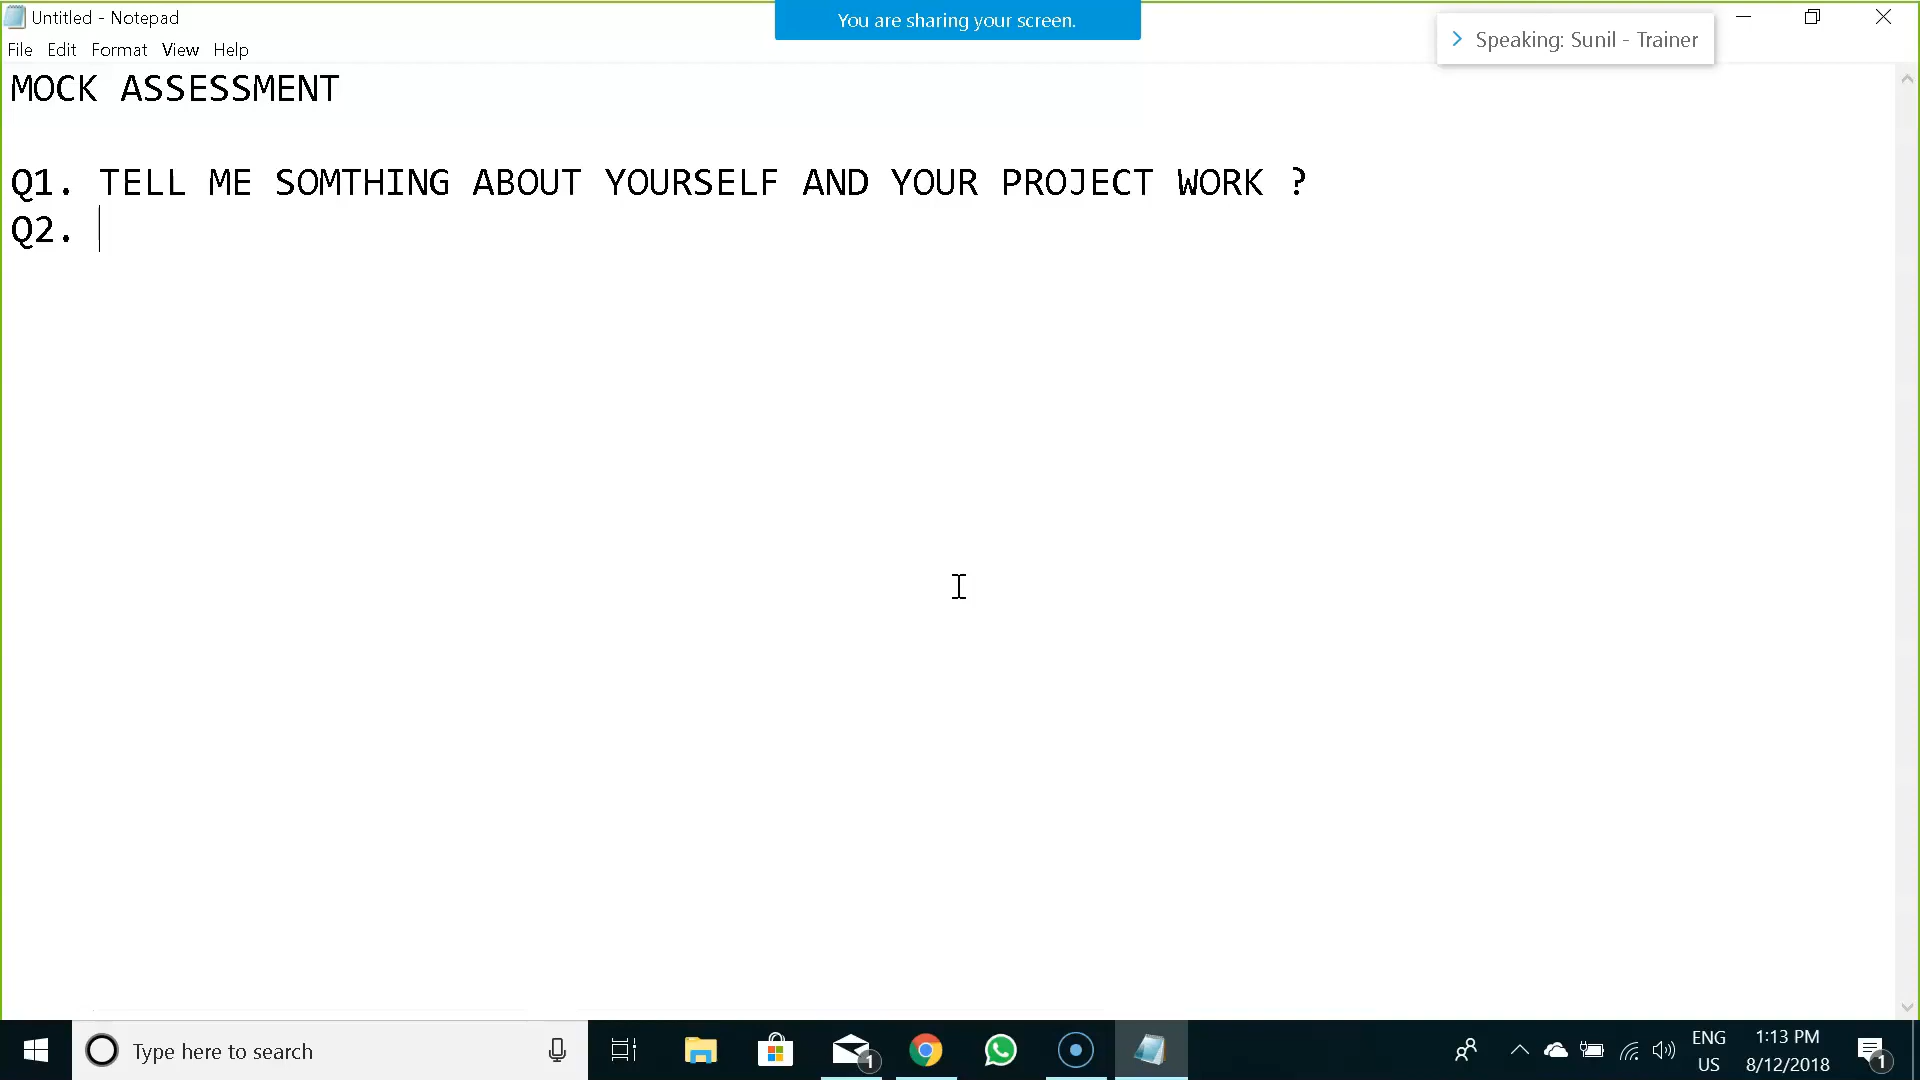 Untitled - Notepad
You are sharing your screen.
Speaking: Sunil - Trainer
File Edit Format View Help
MOCK ASSESSMENT
Q1. TELL ME SOMTHING ABOUT YOURSELF AND YOUR PROJECT WORK ?
Q2.
Type here to search
1
ENG
US
1:13 PM
8/12/2018
1